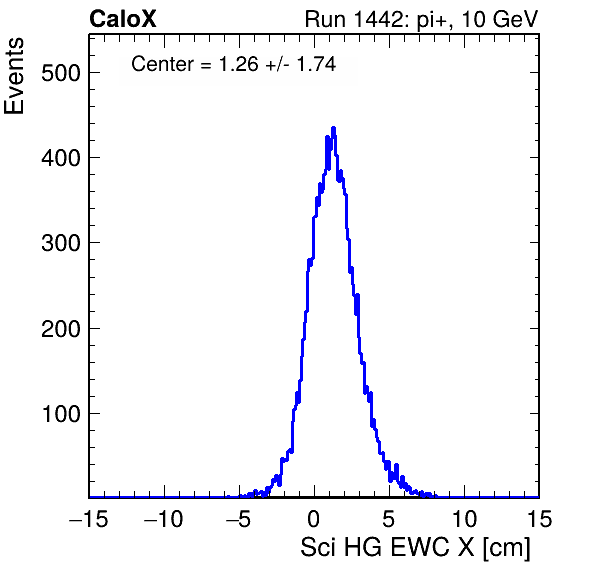 CaloX Run 1442: pi+, 10 GeV
Center = 1.26 +/- 1.74
Events
500
400
300
200
100
−15 −10 −5 0 5 10 15
Sci HG EWC X [cm]